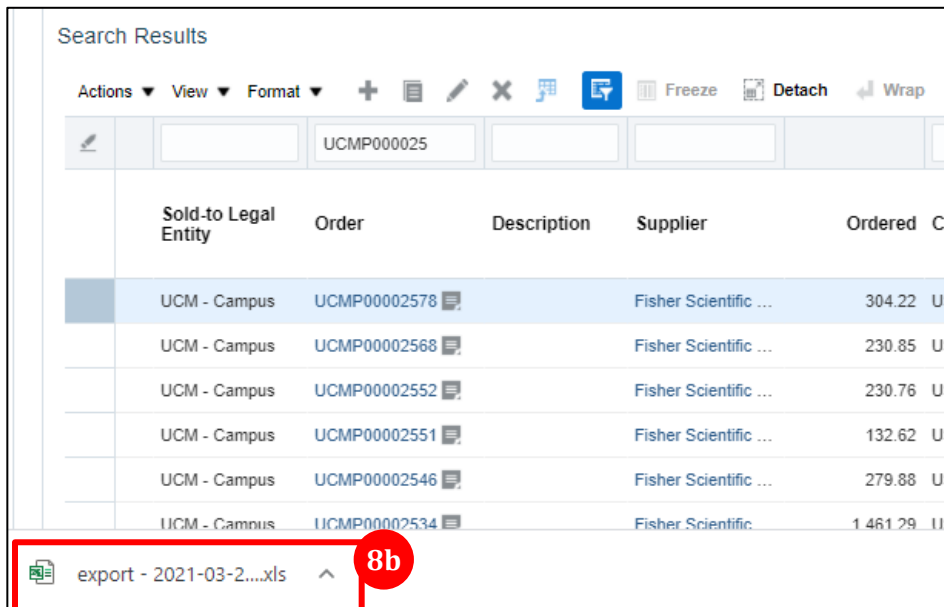 Search Results
Actions ▼ View ▼ Format ▼ Freeze Detach Wrap
UCMP000025
Sold-to Legal Entity Order Description Supplier Ordered C
UCM - Campus UCMP00002578 Fisher Scientific ... 304.22 U
UCM - Campus UCMP00002568 Fisher Scientific ... 230.85 U
UCM - Campus UCMP00002552 Fisher Scientific ... 230.76 U
UCM - Campus UCMP00002551 Fisher Scientific ... 132.62 U
UCM - Campus UCMP00002546 Fisher Scientific ... 279.88 U
UCM - Campus UCMP00002534 Fisher Scientific 1,461.29 U
export - 2021-03-2....xls 8b